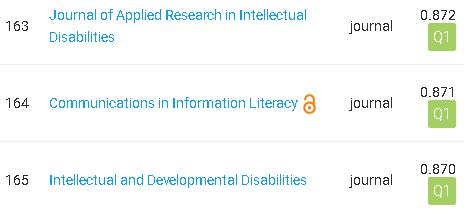 163 Journal of Applied Research in Intellectual journal 0.872
Disabilities Q1
164 Communications in Information Literacy journal 0.871
Q1
165 Intellectual and Developmental Disabilities journal 0.870
Q1